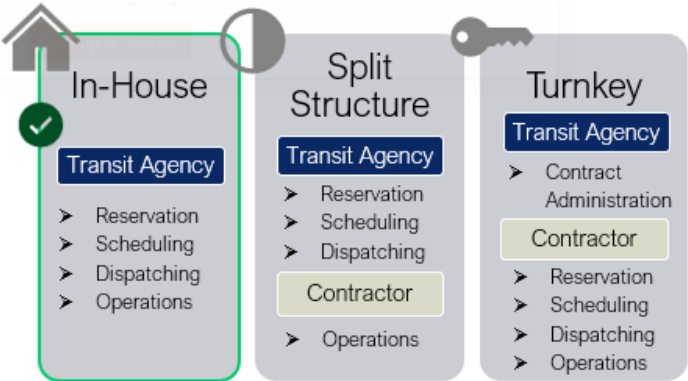 In-House
Transit Agency
➤ Reservation
➤ Scheduling
➤ Dispatching
➤ Operations
Split
Structure
Transit Agency
➤ Reservation
➤ Scheduling
➤ Dispatching
Contractor
➤ Operations
Turnkey
Transit Agency
➤ Contract
Administration
Contractor
➤ Reservation
➤ Scheduling
➤ Dispatching
➤ Operations